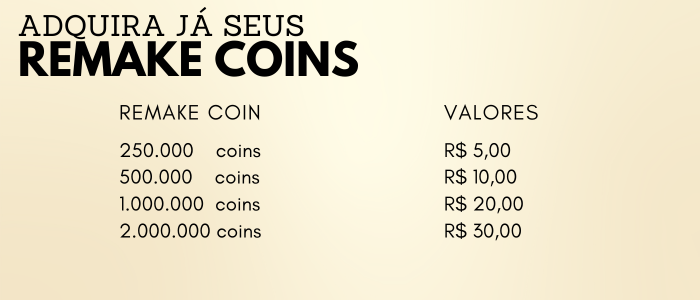 ADQUIRA JÁ SEUS
REMAKE COINS
REMAKE COIN VALORES
250.000 coins R$ 5,00
500.000 coins R$ 10,00
1.000.000 coins R$ 20,00
2.000.000 coins R$ 30,00